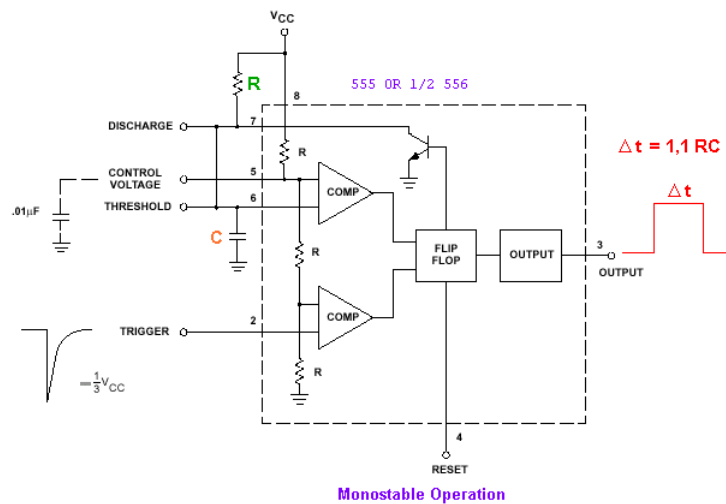 VCC
R
555 OR 1/2 556
8
DISCHARGE
7
R
Δt = 1,1 RC
CONTROL
VOLTAGE
5
COMP
Δt
.01μF
THRESHOLD
6
C
R
FLIP
FLOP
OUTPUT
3
OUTPUT
TRIGGER
2
COMP
=1/3VCC
R
4
RESET
Monostable Operation